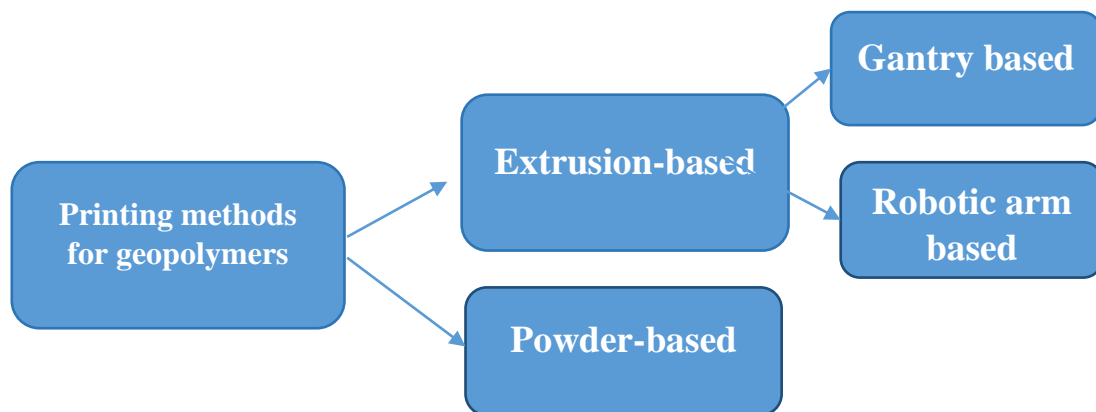 Printing methods
for geopolymers
Extrusion-based
Powder-based
Gantry based
Robotic arm
based